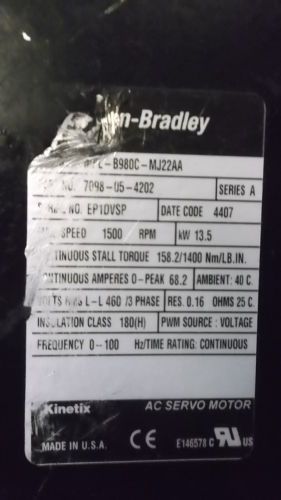 n-Bradley
-B980C-MJ22AA
NO. 7098-05-4202 SERIES A
EP1DVSP DATE CODE 4407
SPEED 1500 RPM kW 13.5
TINUOUS STALL TORQUE 158.2/1400 Nm/LB.IN.
ONTINUOUS AMPERES 0-PEAK 68.2 AMBIENT: 40 C.
VOLTS RMS L-L 460 /3 PHASE RES. 0.16 OHMS 25 C.
INSULATION CLASS 180(H) PWM SOURCE : VOLTAGE
FREQUENCY 0-100 Hz/TIME RATING: CONTINUOUS
Kinetix AC SERVO MOTOR
MADE IN U.S.A. CE E146578 C RU US